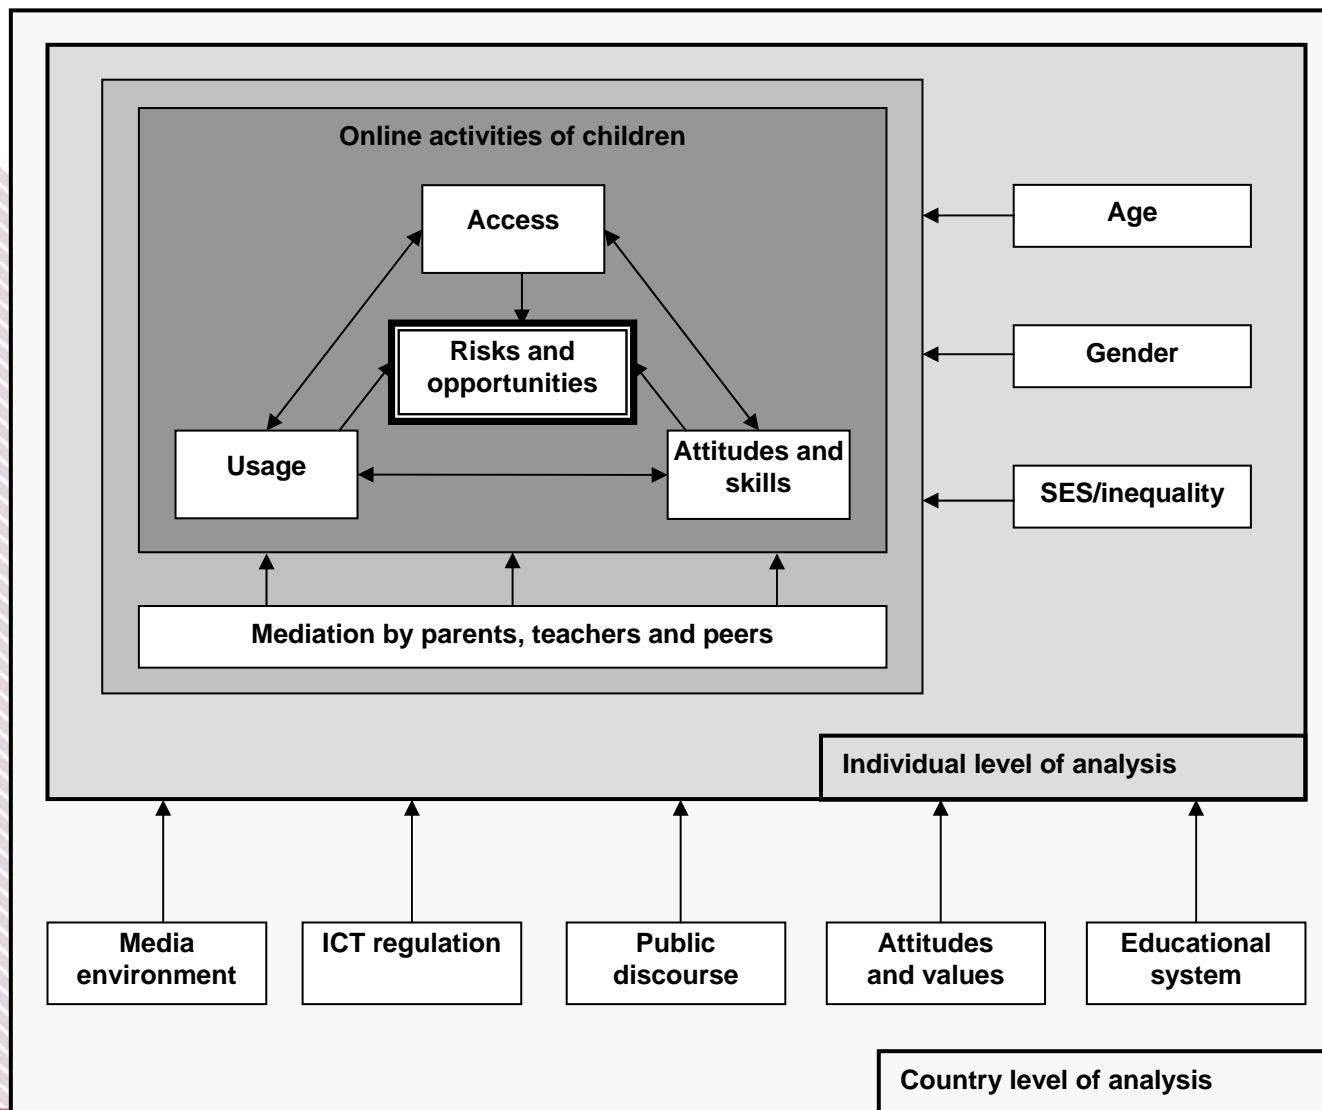 Online activities of children
Access
Risks and
opportunities
Usage
Attitudes and
skills
Mediation by parents, teachers and peers
Age
Gender
SES/inequality
Individual level of analysis
Media
environment
ICT regulation
Public
discourse
Attitudes
and values
Educational
system
Country level of analysis